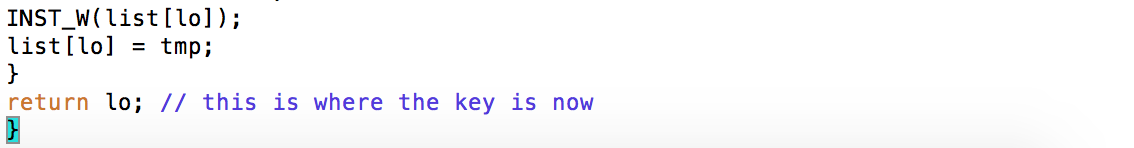 INST_W(list[lo]);
list[lo] = tmp;
}
return lo; // this is where the key is now
}